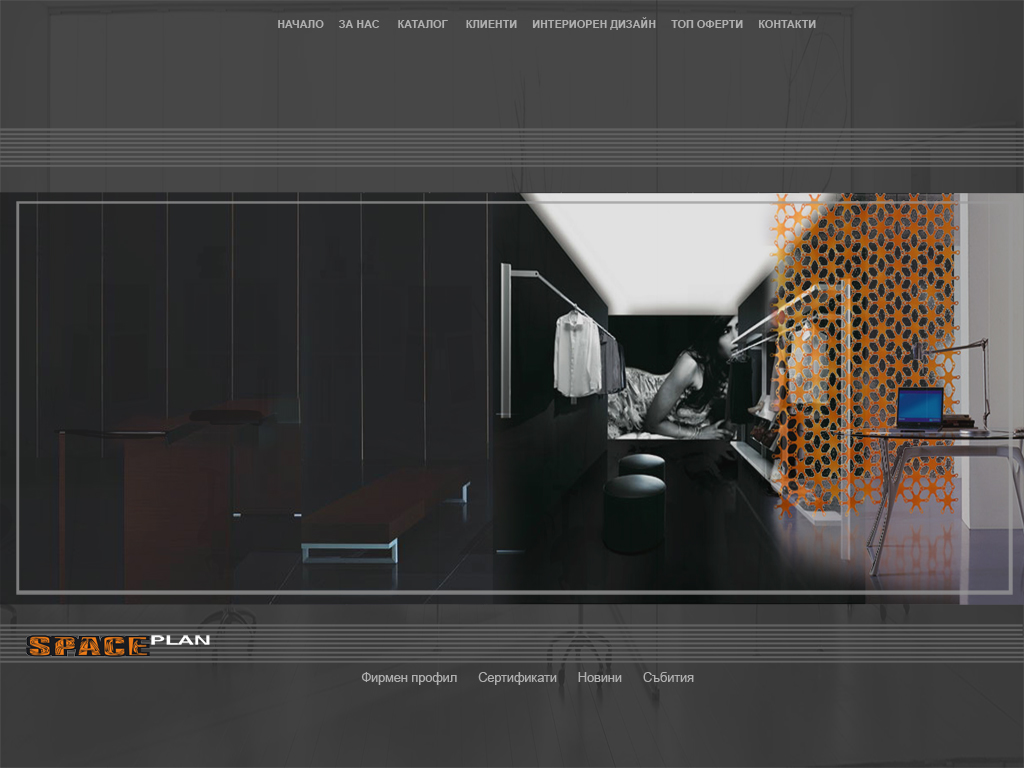 НАЧАЛО ЗА НАС КАТАЛОГ КЛИЕНТИ ИНТЕРИОРЕН ДИЗАЙН ТОП ОФЕРТИ КОНТАКТИ
SPACE PLAN
Фирмен профил Сертификати Новини Събития